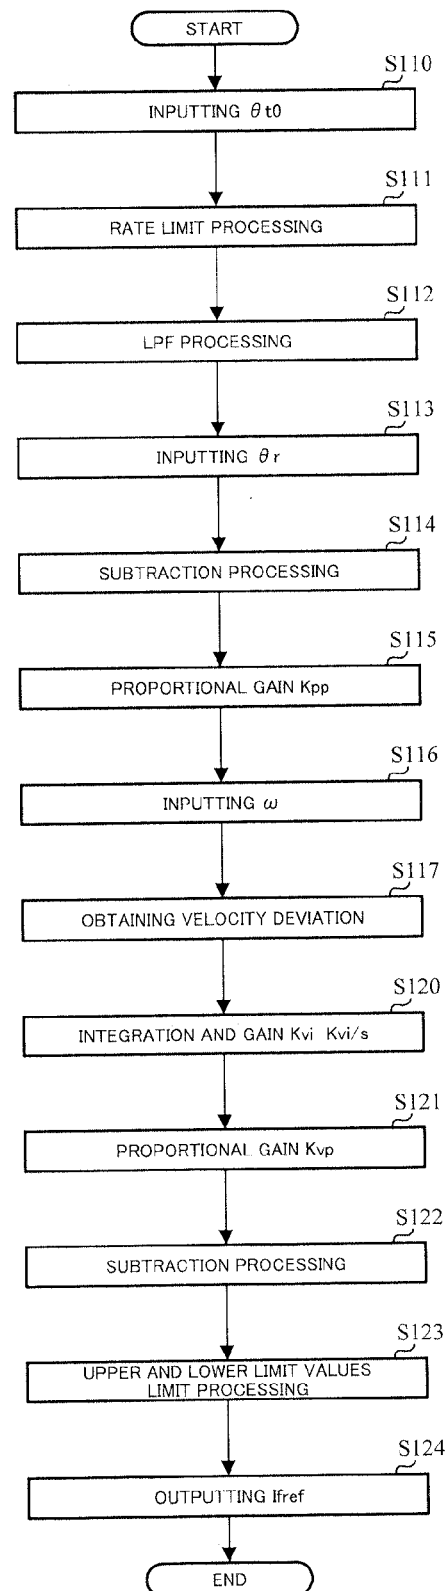 START
S110
INPUTTING θt0
S111
RATE LIMIT PROCESSING
S112
LPF PROCESSING
S113
INPUTTING θr
S114
SUBTRACTION PROCESSING
S115
PROPORTIONAL GAIN Kpp
S116
INPUTTING ω
S117
OBTAINING VELOCITY DEVIATION
S120
INTEGRATION AND GAIN Kvi Kvi/s
S121
PROPORTIONAL GAIN Kvp
S122
SUBTRACTION PROCESSING
S123
UPPER AND LOWER LIMIT VALUES
LIMIT PROCESSING
S124
OUTPUTTING Ifref
END